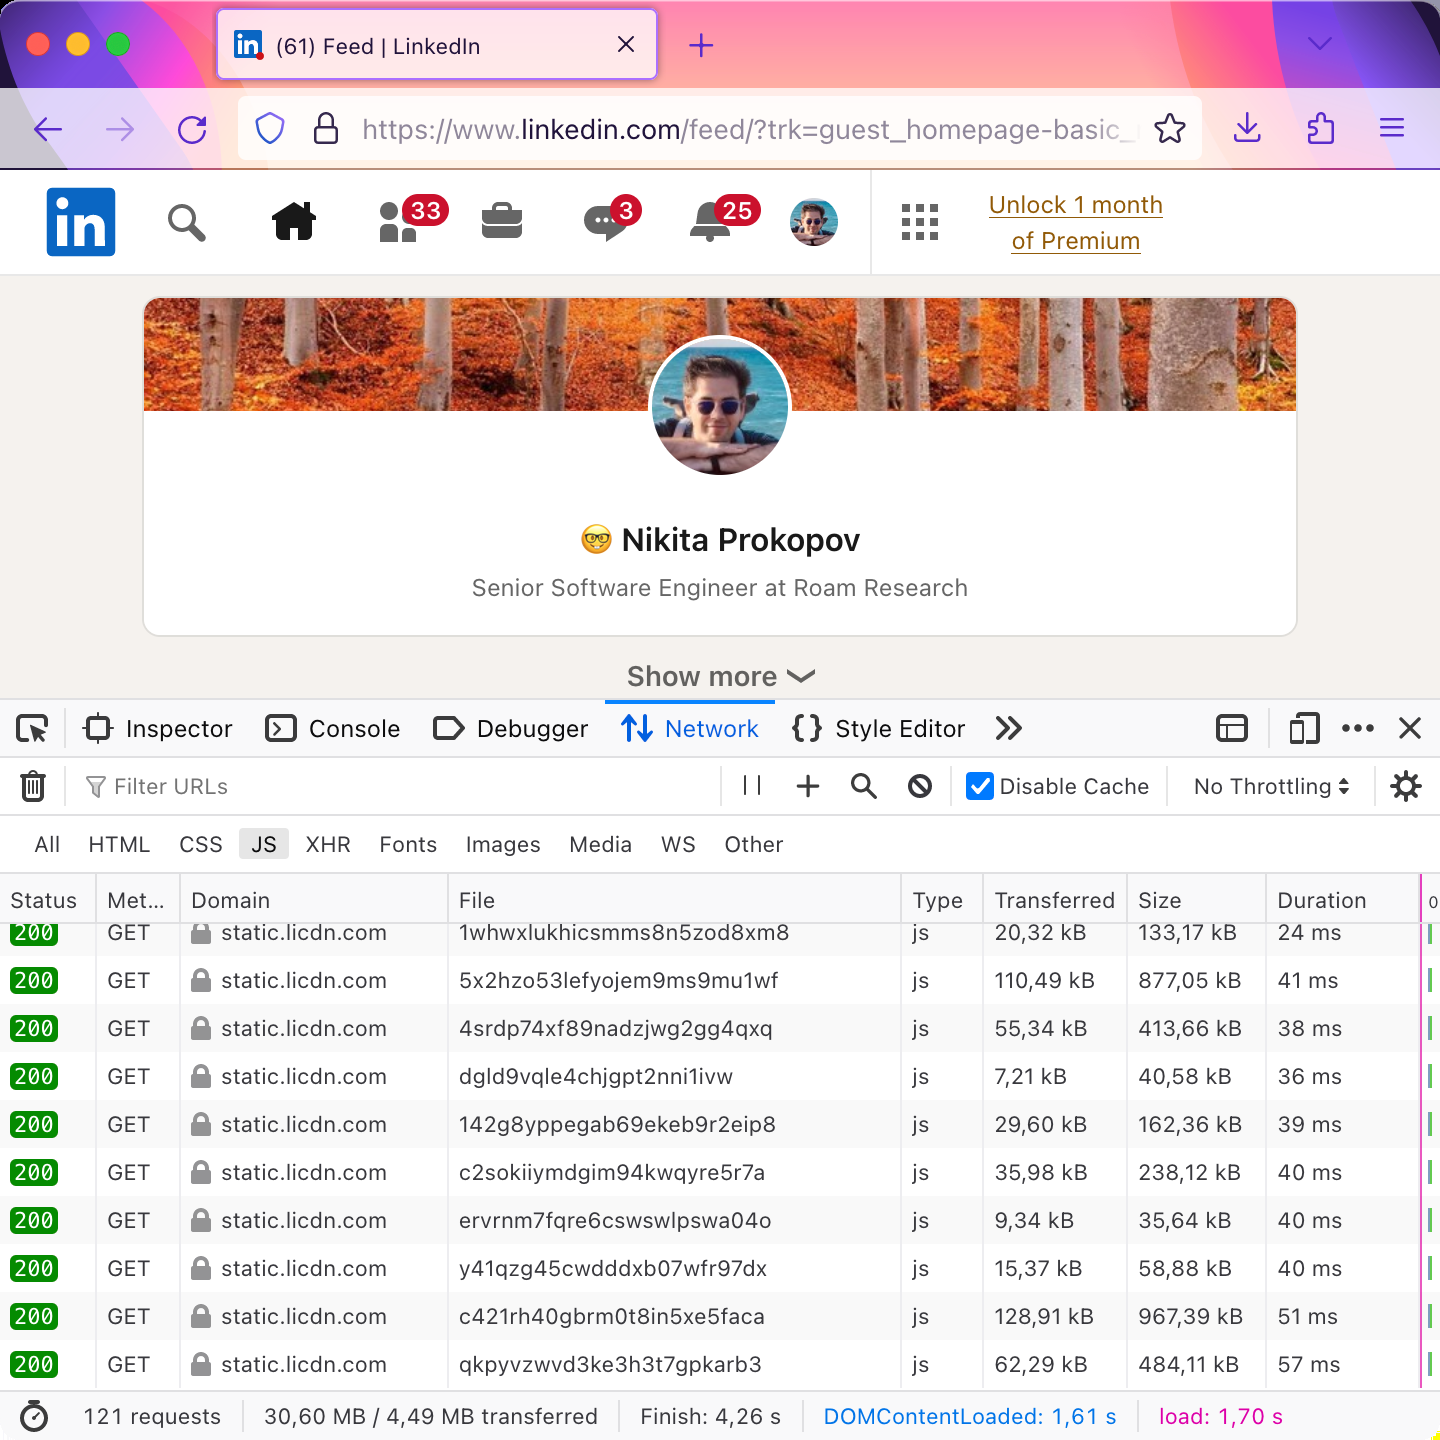 (61) Feed | LinkedIn
https://www.linkedin.com/feed/?trk=guest_homepage-basic_
in
33
3
25
Unlock 1 month
of Premium
🤓 Nikita Prokopov
Senior Software Engineer at Roam Research
Show more
Inspector Console Debugger Network Style Editor
Filter URLs Disable Cache No Throttling
All HTML CSS JS XHR Fonts Images Media WS Other
Status Met... Domain File Type Transferred Size Duration 0
200 GET static.licdn.com 1whwxlukhicsmms8n5zod8xm8 js 20,32 kB 133,17 kB 24 ms
200 GET static.licdn.com 5x2hzo53lefyojem9ms9mu1wf js 110,49 kB 877,05 kB 41 ms
200 GET static.licdn.com 4srdp74xf89nadzjwg2gg4qxq js 55,34 kB 413,66 kB 38 ms
200 GET static.licdn.com dgld9vqle4chjgpt2nni1ivw js 7,21 kB 40,58 kB 36 ms
200 GET static.licdn.com 142g8yppegab69ekeb9r2eip8 js 29,60 kB 162,36 kB 39 ms
200 GET static.licdn.com c2sokiiymdgim94kwqyre5r7a js 35,98 kB 238,12 kB 40 ms
200 GET static.licdn.com ervrnm7fqre6cswswlpswa04o js 9,34 kB 35,64 kB 40 ms
200 GET static.licdn.com y41qzg45cwdddxb07wfr97dx js 15,37 kB 58,88 kB 40 ms
200 GET static.licdn.com c421rh40gbrm0t8in5xe5faca js 128,91 kB 967,39 kB 51 ms
200 GET static.licdn.com qkpyvzwvd3ke3h3t7gpkarb3 js 62,29 kB 484,11 kB 57 ms
121 requests 30,60 MB / 4,49 MB transferred Finish: 4,26 s DOMContentLoaded: 1,61 s load: 1,70 s